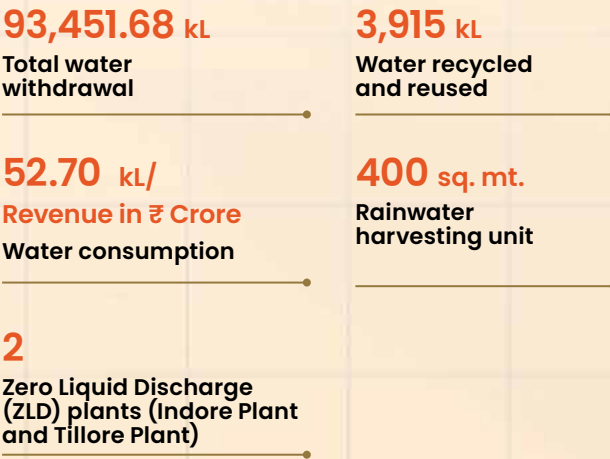 93,451.68 kL
Total water
withdrawal
3,915 kL
Water recycled
and reused
52.70 kL/
Revenue in ₹ Crore
Water consumption
400 sq. mt.
Rainwater
harvesting unit
2
Zero Liquid Discharge
(ZLD) plants (Indore Plant
and Tillore Plant)